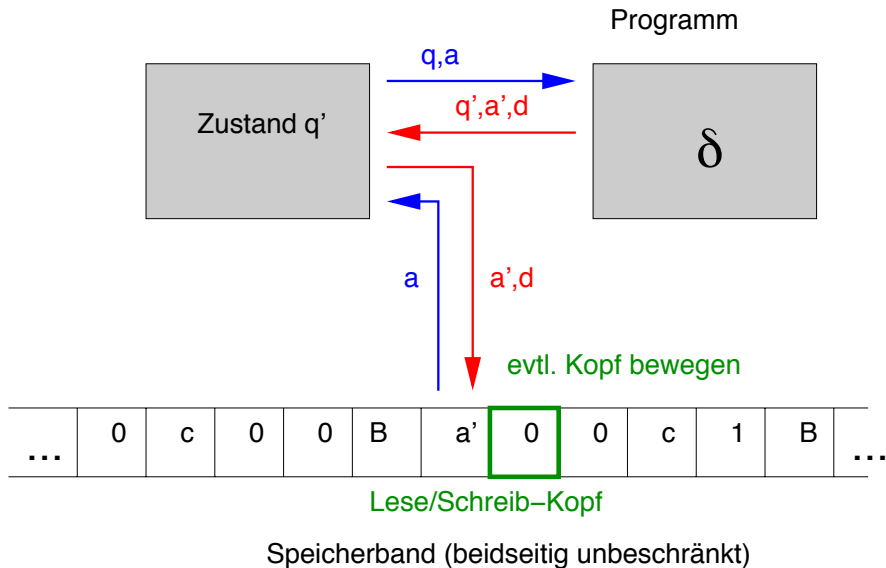 Programm
q,a
q',a',d
Zustand q'
δ
a
a',d
evtl. Kopf bewegen
... 0 c 0 0 B a' 0 0 c 1 B ...
Lese/Schreib–Kopf
Speicherband (beidseitig unbeschränkt)